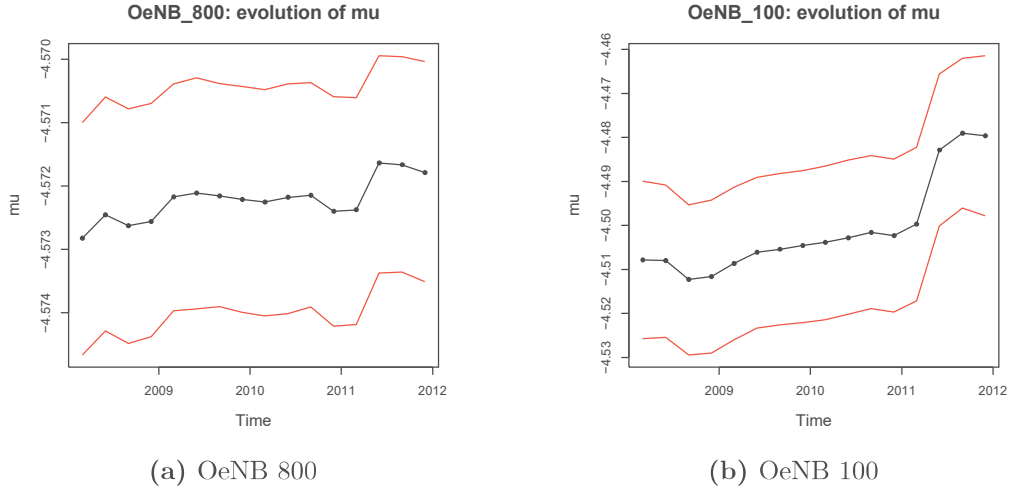 OeNB_800: evolution of mu
mu
−4.570
−4.571
−4.572
−4.573
−4.574
2009
2010
2011
2012
Time
(a) OeNB 800
OeNB_100: evolution of mu
mu
−4.46
−4.47
−4.48
−4.49
−4.50
−4.51
−4.52
−4.53
2009
2010
2011
2012
Time
(b) OeNB 100